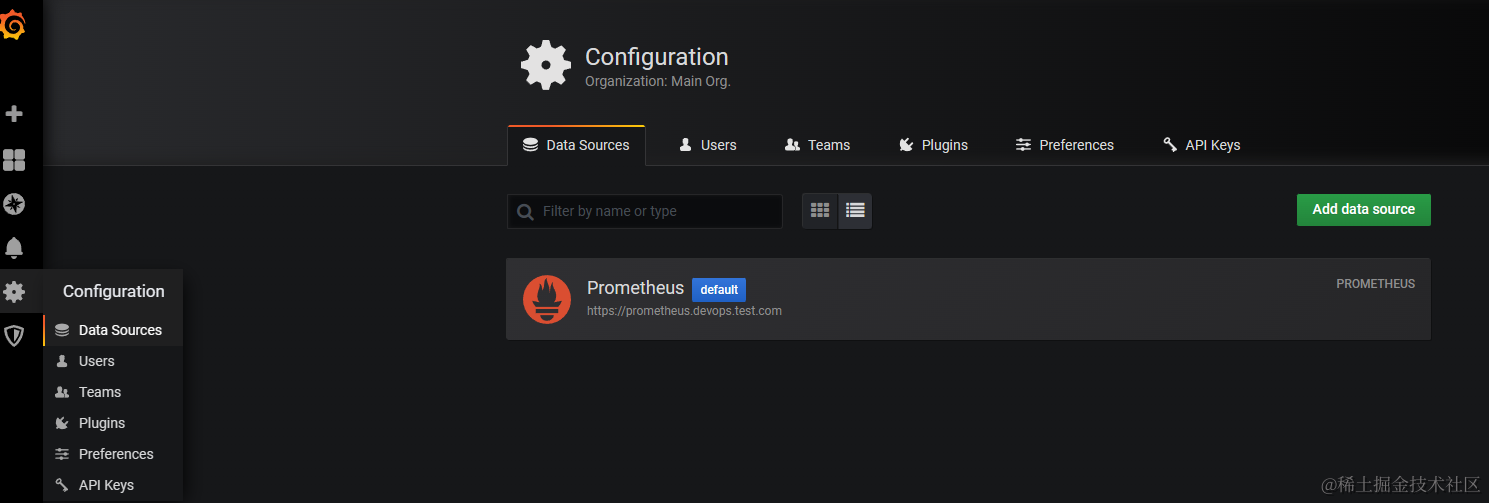 Configuration
Organization: Main Org.
Data Sources Users Teams Plugins Preferences API Keys
Filter by name or type
Add data source
Prometheus default
https://prometheus.devops.test.com
PROMETHEUS
Configuration
Data Sources
Users
Teams
Plugins
Preferences
API Keys
@稀土掘金技术社区